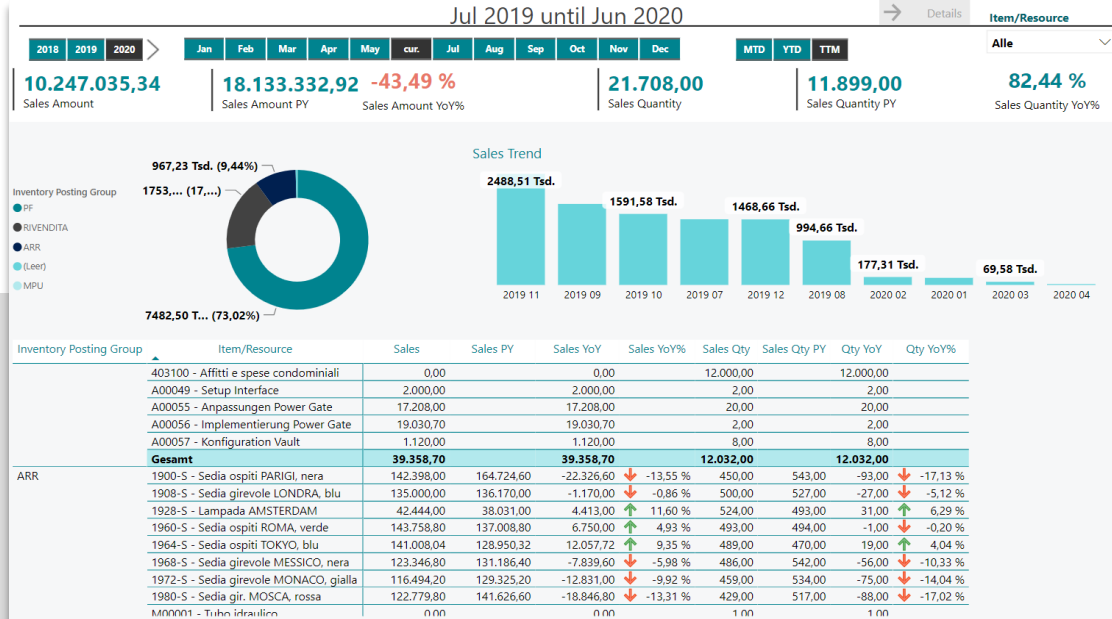 Jul 2019 until Jun 2020
Details
Item/Resource
Alle
2018 2019 2020
Jan Feb Mar Apr May cur. Jul Aug Sep Oct Nov Dec
MTD YTD TTM
10.247.035,34
Sales Amount
18.133.332,92
Sales Amount PY
-43,49 %
Sales Amount YoY%
21.708,00
Sales Quantity
11.899,00
Sales Quantity PY
82,44 %
Sales Quantity YoY%
Inventory Posting Group
PF
RIVENDITA
ARR
(Leer)
MPU
967,23 Tsd. (9,44%)
1753,... (17,...)
7482,50 T... (73,02%)
Sales Trend
2488,51 Tsd.
1591,58 Tsd.
1468,66 Tsd.
994,66 Tsd.
177,31 Tsd.
69,58 Tsd.
2019 11 2019 09 2019 10 2019 07 2019 12 2019 08 2020 02 2020 01 2020 03 2020 04
Inventory Posting Group Item/Resource Sales Sales PY Sales YoY Sales YoY% Sales Qty Sales Qty PY Qty YoY Qty YoY%
403100 - Affitti e spese condominiali 0,00 0,00 12.000,00 12.000,00
A00049 - Setup Interface 2.000,00 2.000,00 2,00 2,00
A00055 - Anpassungen Power Gate 17.208,00 17.208,00 20,00 20,00
A00056 - Implementierung Power Gate 19.030,70 19.030,70 2,00 2,00
A00057 - Konfiguration Vault 1.120,00 1.120,00 8,00 8,00
Gesamt 39.358,70 39.358,70 12.032,00 12.032,00
ARR 1900-S - Sedia ospiti PARIGI, nera 142.398,00 164.724,60 -22.326,60 -13,55 % 450,00 543,00 -93,00 -17,13 %
1908-S - Sedia girevole LONDRA, blu 135.000,00 136.170,00 -1.170,00 -0,86 % 500,00 527,00 -27,00 -5,12 %
1928-S - Lampada AMSTERDAM 42.444,00 38.031,00 4.413,00 11,60 % 524,00 493,00 31,00 6,29 %
1960-S - Sedia ospiti ROMA, verde 143.758,80 137.008,80 6.750,00 4,93 % 493,00 494,00 -1,00 -0,20 %
1964-S - Sedia ospiti TOKYO, blu 141.008,04 128.950,32 12.057,72 9,35 % 489,00 470,00 19,00 4,04 %
1968-S - Sedia girevole MESSICO, nera 123.346,80 131.186,40 -7.839,60 -5,98 % 486,00 542,00 -56,00 -10,33 %
1972-S - Sedia girevole MONACO, gialla 116.494,20 129.325,20 -12.831,00 -9,92 % 459,00 534,00 -75,00 -14,04 %
1980-S - Sedia gir. MOSCA, rossa 122.779,80 141.626,60 -18.846,80 -13,31 % 429,00 517,00 -88,00 -17,02 %
M00001 - Tubo idraulico 0,00 0,00 1,00 1,00